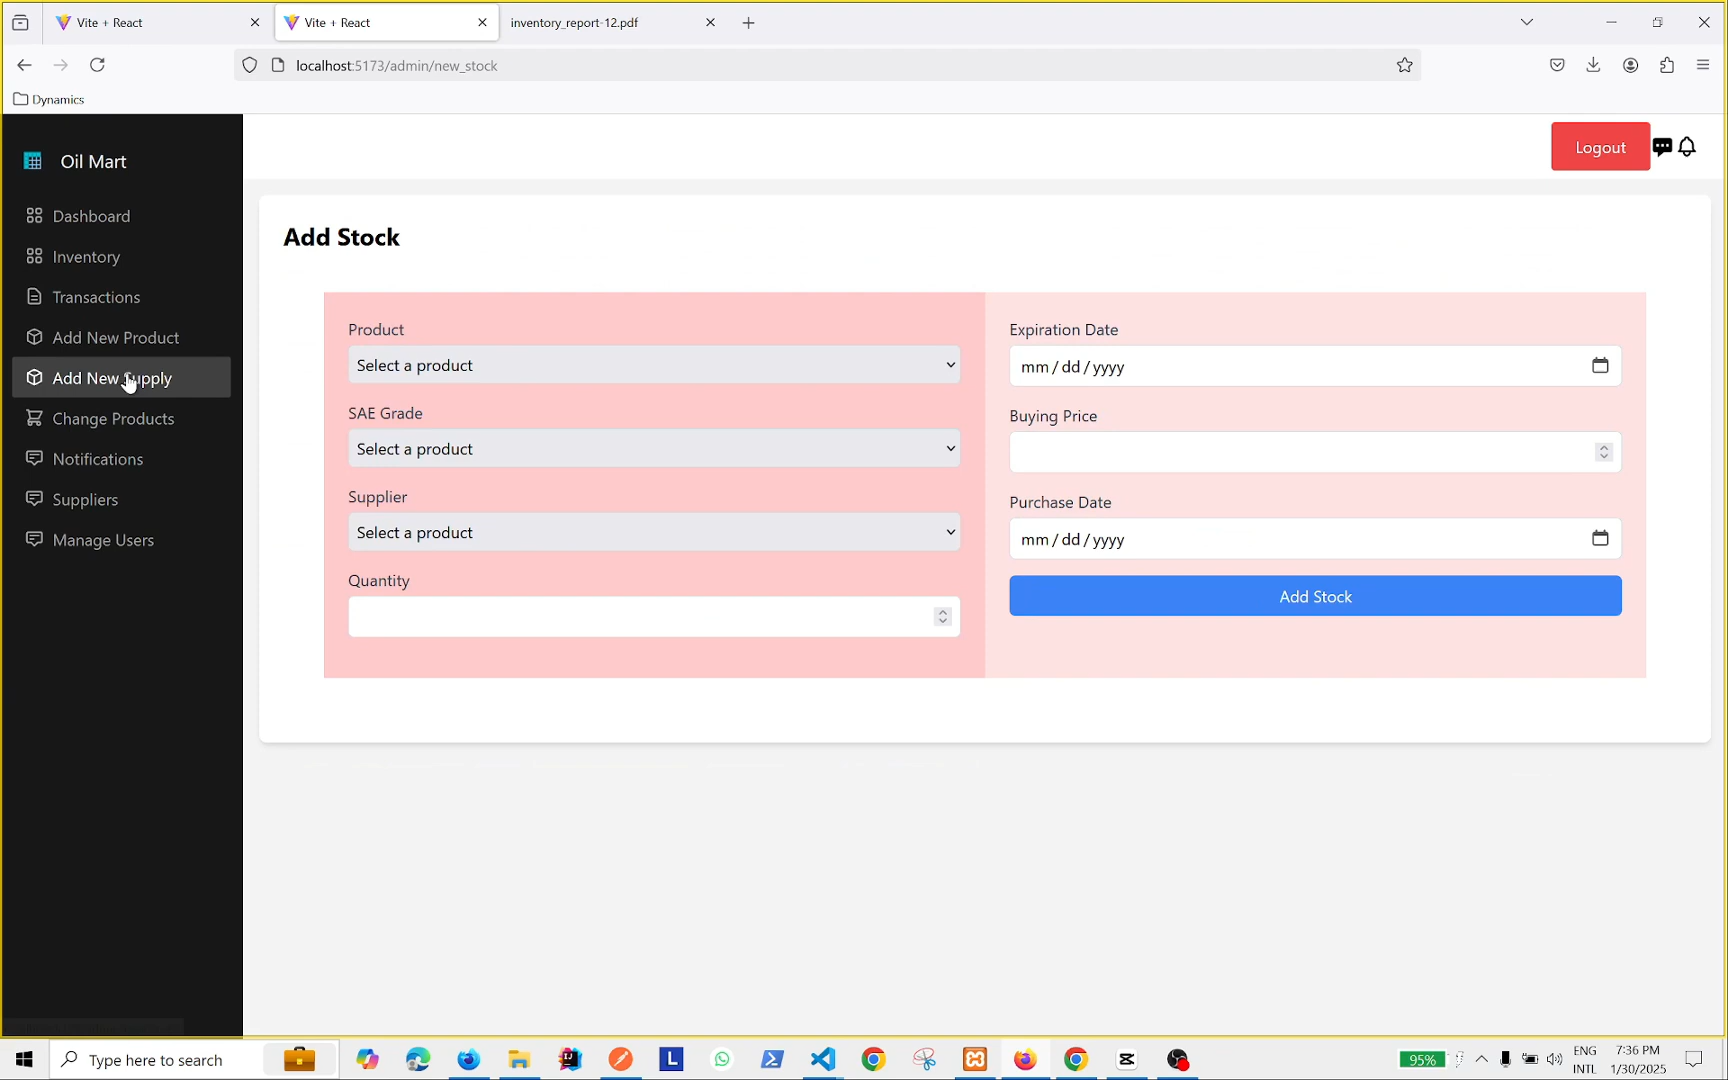 Vite + React
Vite + React
inventory_report-12.pdf
localhost:5173/admin/new_stock
Dynamics
Oil Mart
Logout
Dashboard
Inventory
Transactions
Add New Product
Add New Supply
Change Products
Notifications
Suppliers
Manage Users
Add Stock
Product
Select a product
SAE Grade
Select a product
Supplier
Select a product
Quantity
Expiration Date
mm / dd / yyyy
Buying Price
Purchase Date
mm / dd / yyyy
Add Stock
Type here to search
L
95%
ENG
INTL
7:36 PM
1/30/2025